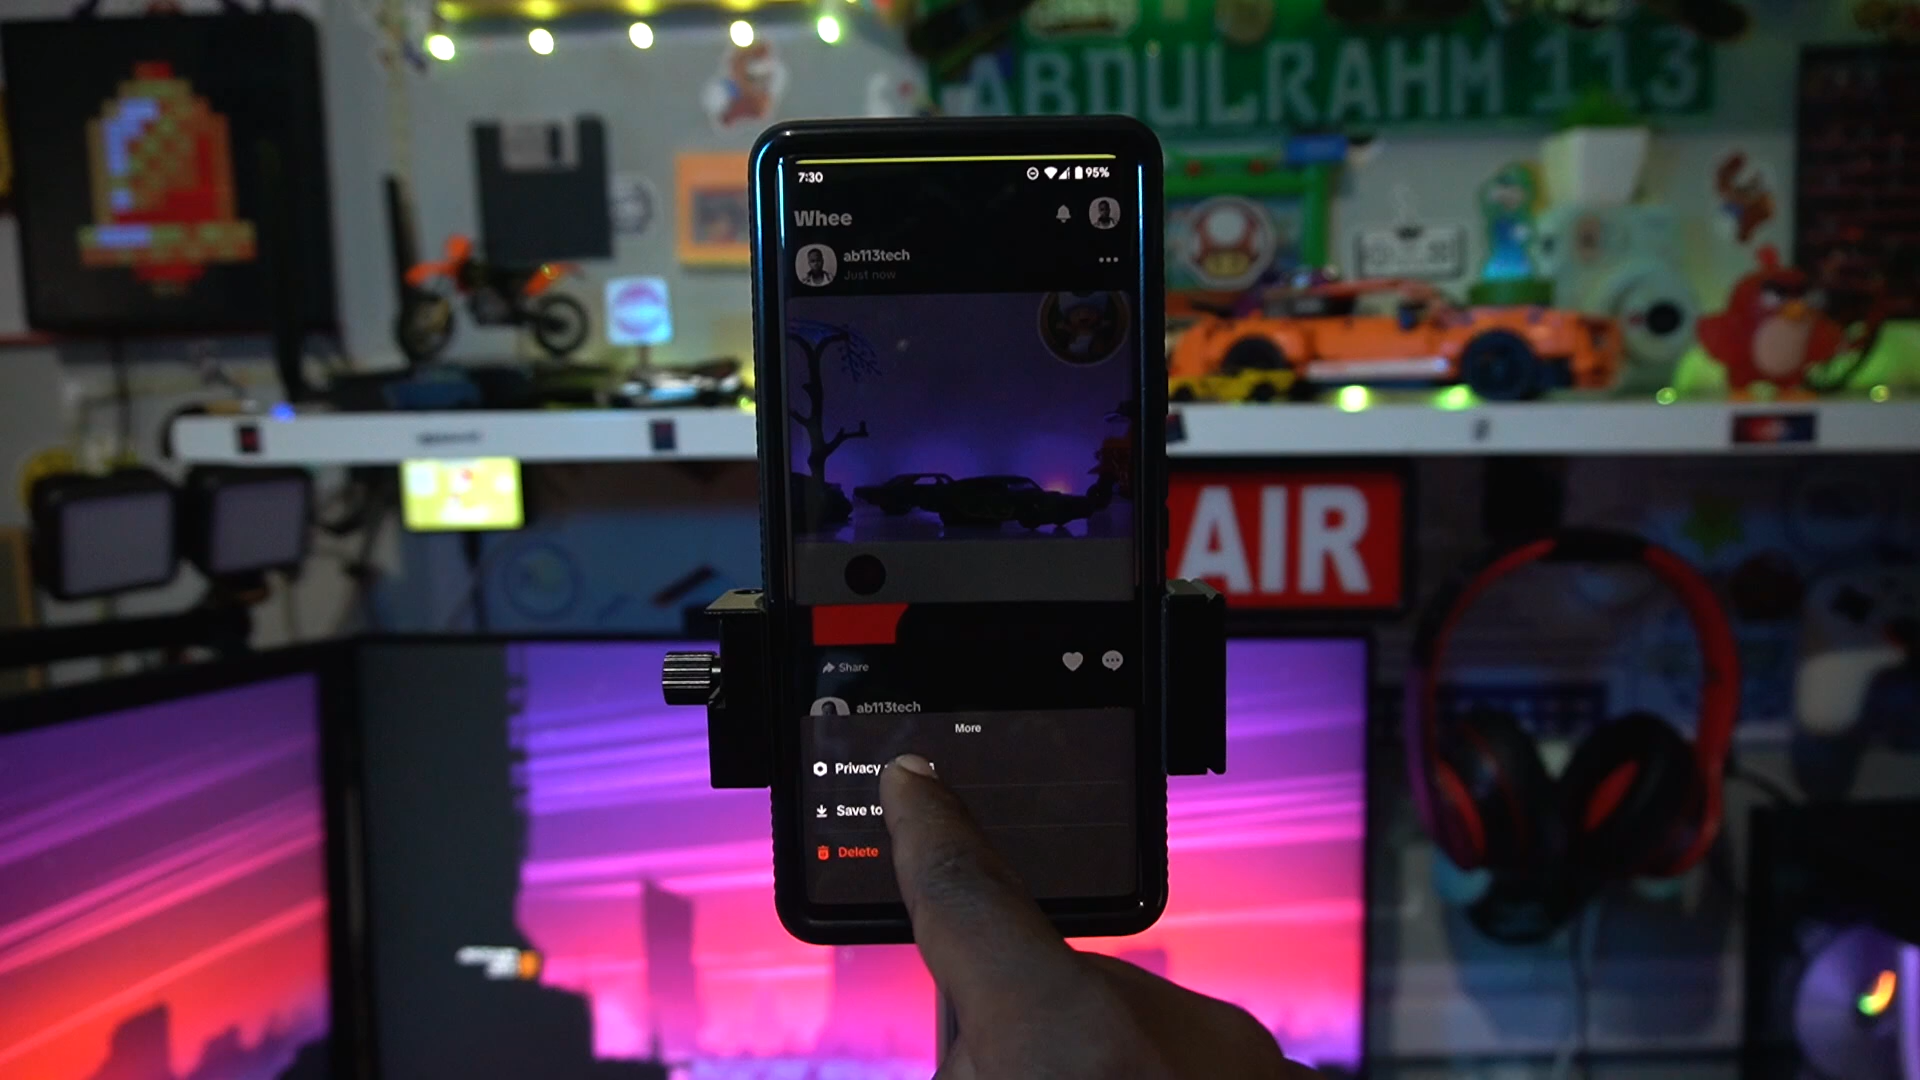 ABDULRAHM 113
7:30
95%
Whee
ab113tech
Just now
AIR
Share
ab113tech
More
Privacy
Save to
Delete